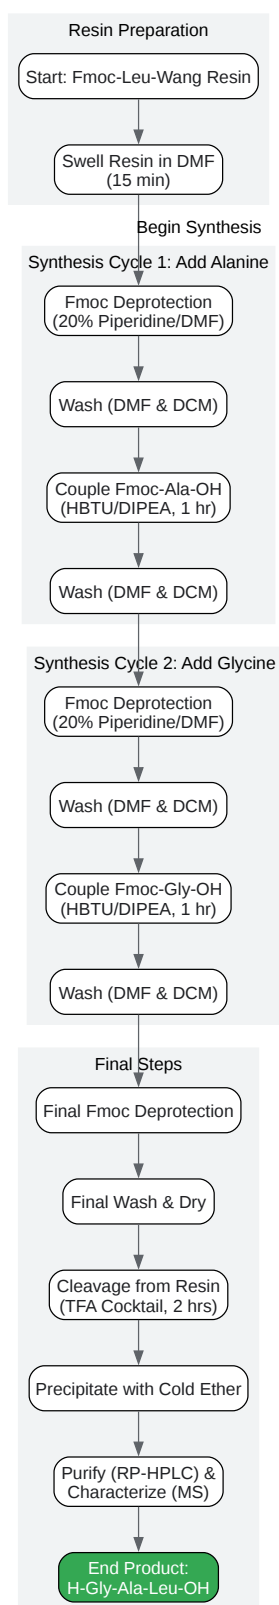 Resin Preparation
Start: Fmoc-Leu-Wang Resin
Swell Resin in DMF
(15 min)
Begin Synthesis
Synthesis Cycle 1: Add Alanine
Fmoc Deprotection
(20% Piperidine/DMF)
Wash (DMF & DCM)
Couple Fmoc-Ala-OH
(HBTU/DIPEA, 1 hr)
Wash (DMF & DCM)
Synthesis Cycle 2: Add Glycine
Fmoc Deprotection
(20% Piperidine/DMF)
Wash (DMF & DCM)
Couple Fmoc-Gly-OH
(HBTU/DIPEA, 1 hr)
Wash (DMF & DCM)
Final Steps
Final Fmoc Deprotection
Final Wash & Dry
Cleavage from Resin
(TFA Cocktail, 2 hrs)
Precipitate with Cold Ether
Purify (RP-HPLC) &
Characterize (MS)
End Product:
H-Gly-Ala-Leu-OH